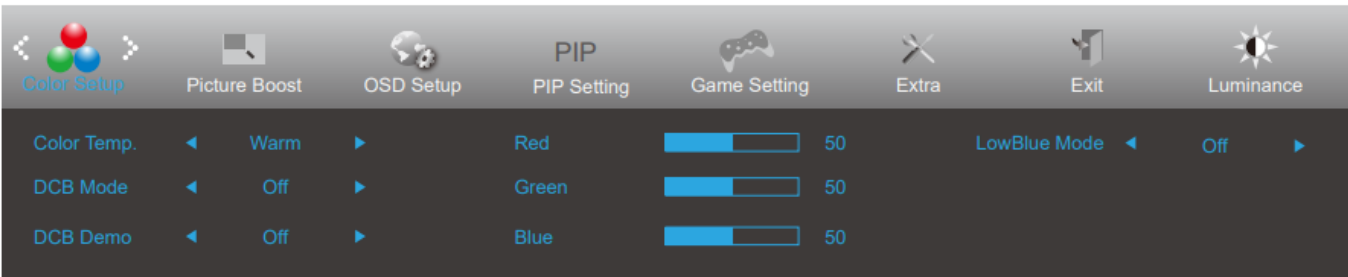 PIP
Color Setup Picture Boost OSD Setup PIP Setting Game Setting Extra Exit Luminance
Color Temp. Warm Red 50 LowBlue Mode Off
DCB Mode Off Green 50
DCB Demo Off Blue 50